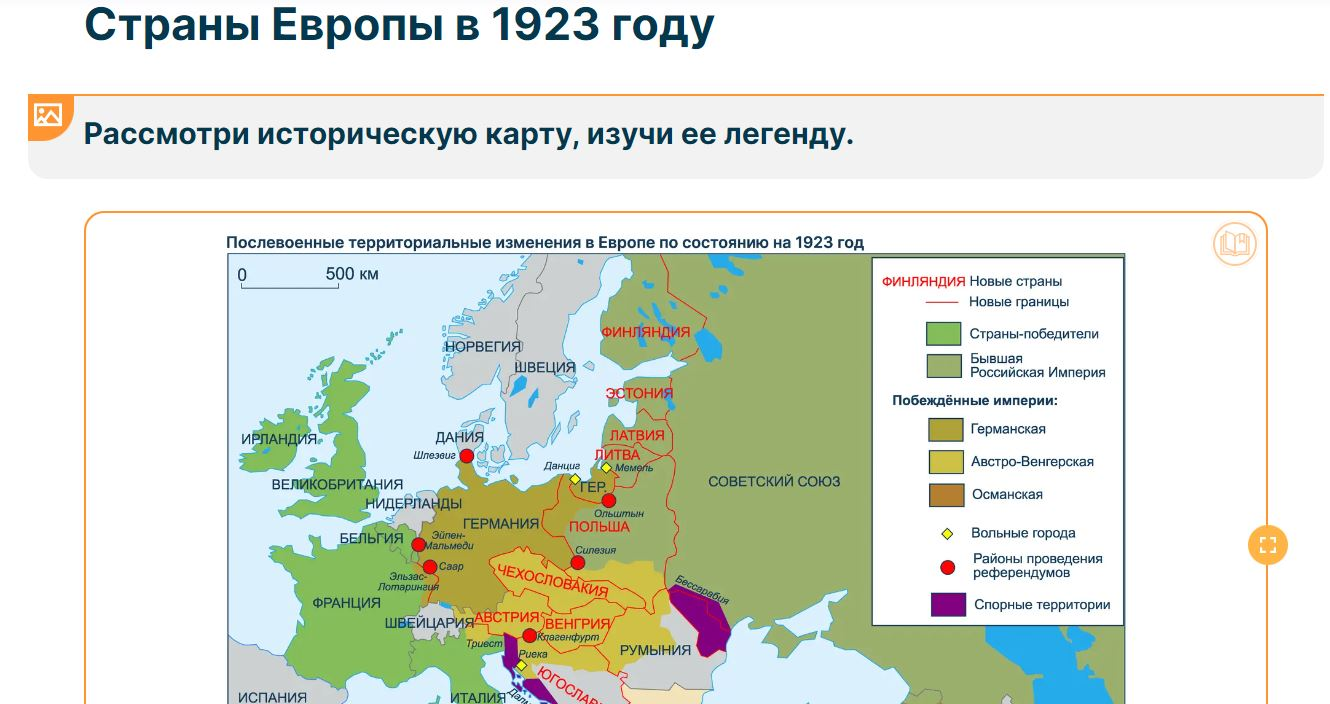 Страны Европы в 1923 году
Рассмотри историческую карту, изучи ее легенду.
Послевоенные территориальные изменения в Европе по состоянию на 1923 год
0 500 км
ФИНЛЯНДИЯ Новые страны
Новые границы
Страны-победители
Бывшая
Российская Империя
Побеждённые империи:
Германская
Австро-Венгерская
Османская
Вольные города
Районы проведения
референдумов
Спорные территории
ФИНЛЯНДИЯ
НОРВЕГИЯ
ШВЕЦИЯ
ЭСТОНИЯ
ЛАТВИЯ
ЛИТВА
ДАНИЯ
Шлезвиг
ИРЛАНДИЯ
Данциг
Мемель
ВЕЛИКОБРИТАНИЯ
ГЕР.
СОВЕТСКИЙ СОЮЗ
НИДЕРЛАНДЫ
Ольштын
ГЕРМАНИЯ
ПОЛЬША
БЕЛЬГИЯ
Эйпен-
Мальмеди
Силезия
Саар
Эльзас-
Лотарингия
ЧЕХОСЛОВАКИЯ
Бессарабия
ФРАНЦИЯ
ШВЕЙЦАРИЯ
АВСТРИЯ
ВЕНГРИЯ
Клагенфурт
Триест
Риека
РУМЫНИЯ
ИСПАНИЯ
ИТАЛИЯ
ЮГОСЛАВ